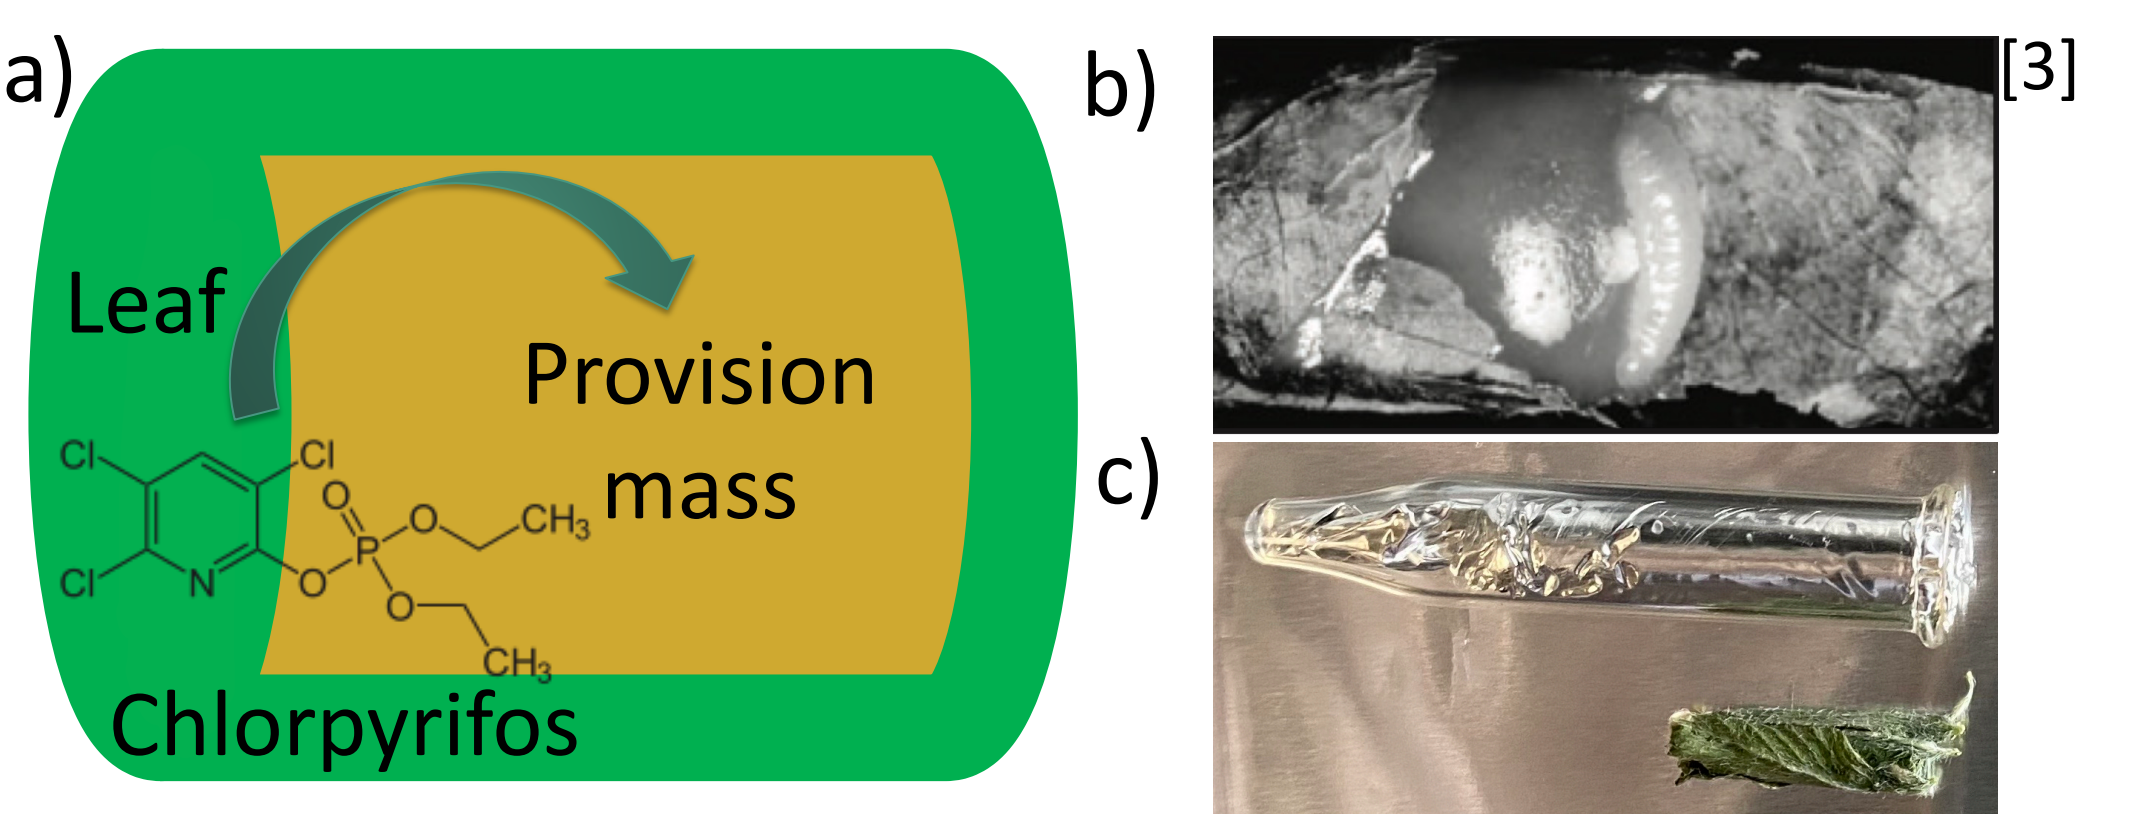 a)
Leaf
Provision
mass
Cl
Cl
Cl
N
O
O
P
O
O
CH3
CH3
Chlorpyrifos
b)
[3]
c)